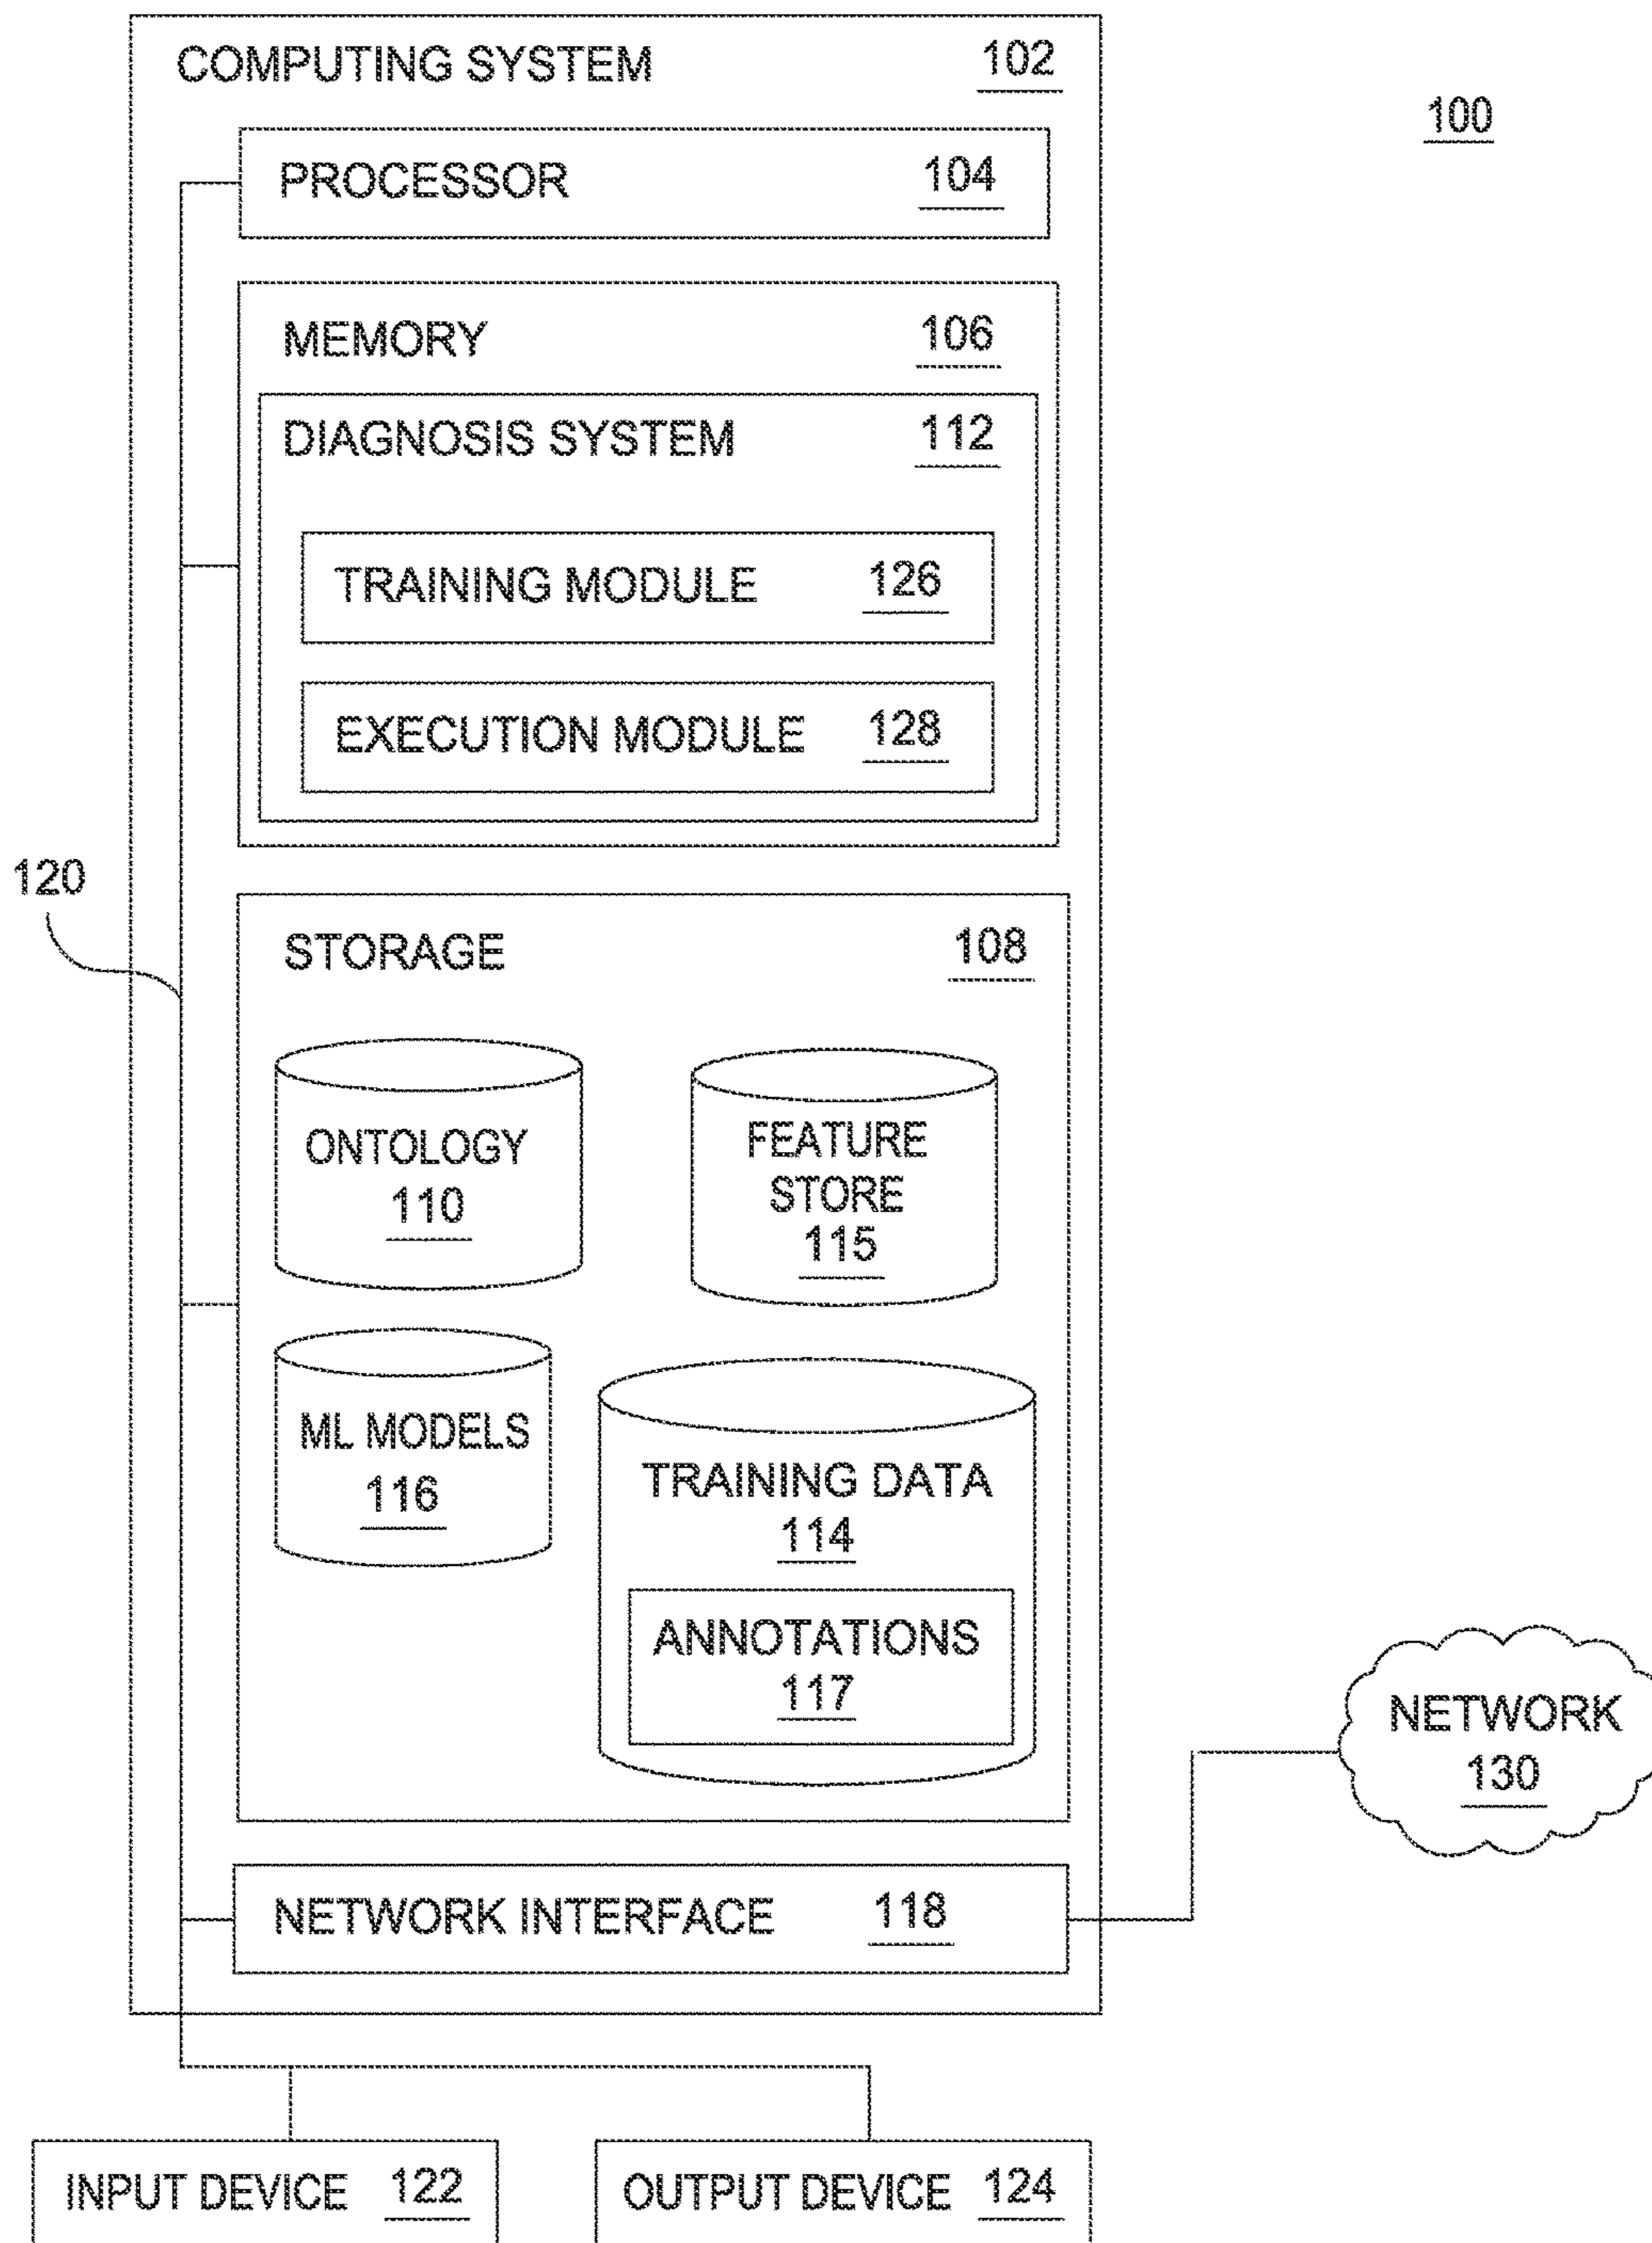 COMPUTING SYSTEM 102
100
PROCESSOR 104
MEMORY 106
DIAGNOSIS SYSTEM 112
TRAINING MODULE 126
EXECUTION MODULE 128
120
STORAGE 108
ONTOLOGY
110
FEATURE
STORE
115
ML MODELS
116
TRAINING DATA
114
ANNOTATIONS
117
NETWORK
130
NETWORK INTERFACE 118
INPUT DEVICE 122
OUTPUT DEVICE 124